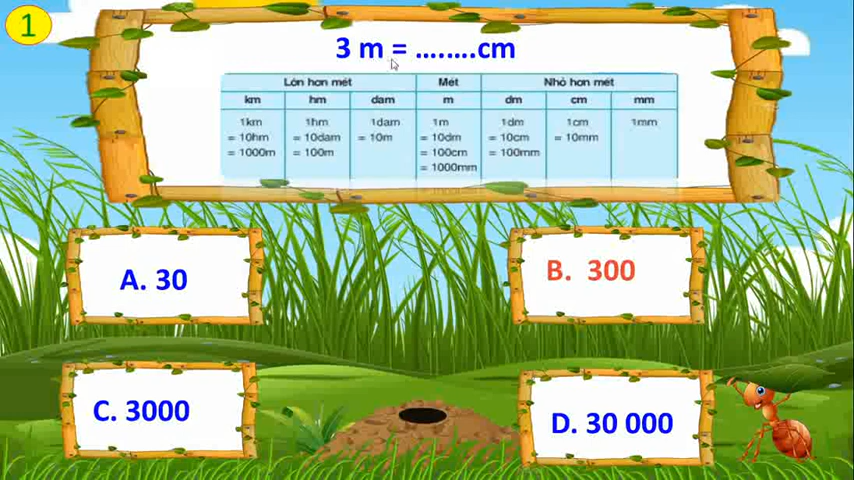 1
3 m = ….….cm
Lớn hơn mét Mét Nhỏ hơn mét
km hm dam m dm cm mm
1km 1hm 1dam 1m 1dm 1cm 1mm
= 10hm = 10dam = 10m = 10dm = 10cm = 10mm
= 1000m = 100m = 100cm = 100mm
= 1000mm
A. 30
B. 300
C. 3000
D. 30 000